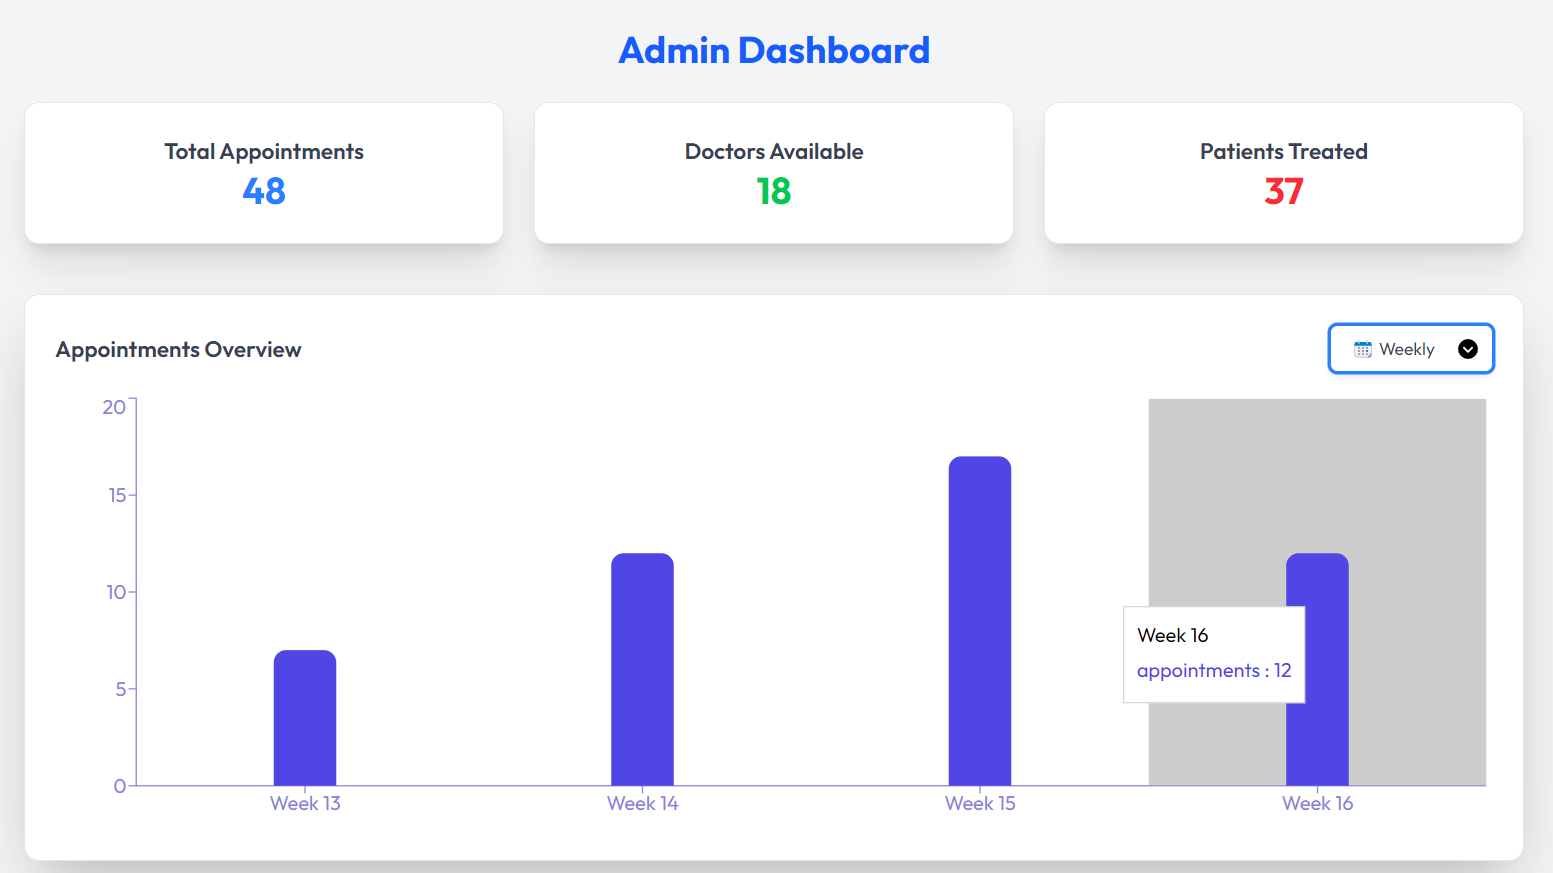 Admin Dashboard
Total Appointments
48
Doctors Available
18
Patients Treated
37
Appointments Overview
Weekly
20
15
10
5
0
Week 16
appointments : 12
Week 13
Week 14
Week 15
Week 16